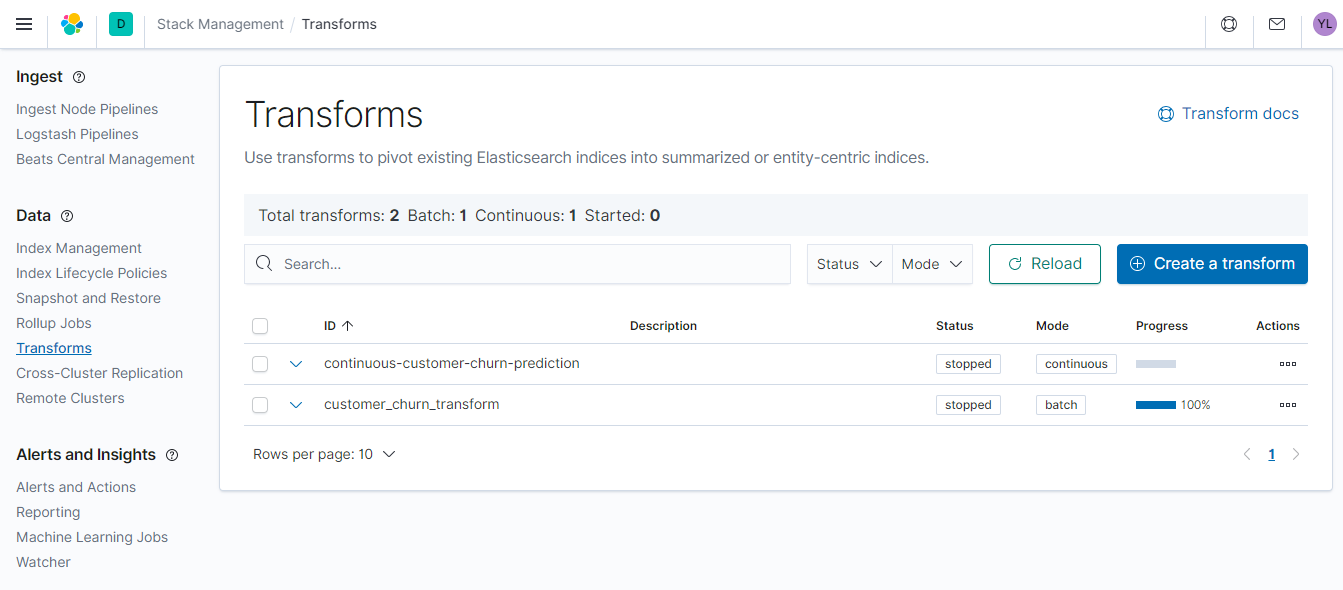 D Stack Management / Transforms YL
Ingest
Ingest Node Pipelines
Logstash Pipelines
Beats Central Management
Data
Index Management
Index Lifecycle Policies
Snapshot and Restore
Rollup Jobs
Transforms
Cross-Cluster Replication
Remote Clusters
Alerts and Insights
Alerts and Actions
Reporting
Machine Learning Jobs
Watcher
Transforms
Transform docs
Use transforms to pivot existing Elasticsearch indices into summarized or entity-centric indices.
Total transforms: 2 Batch: 1 Continuous: 1 Started: 0
Search... Status Mode Reload Create a transform
ID Description Status Mode Progress Actions
continuous-customer-churn-prediction stopped continuous
customer_churn_transform stopped batch 100%
Rows per page: 10 1